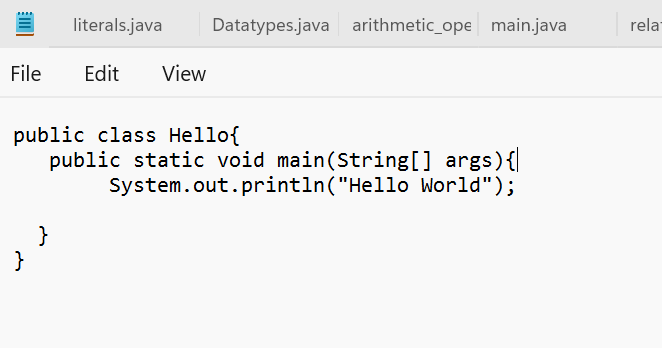 literals.java Datatypes.java arithmetic_ope main.java rela
File Edit View
public class Hello{
   public static void main(String[] args){
        System.out.println("Hello World");
  }
}